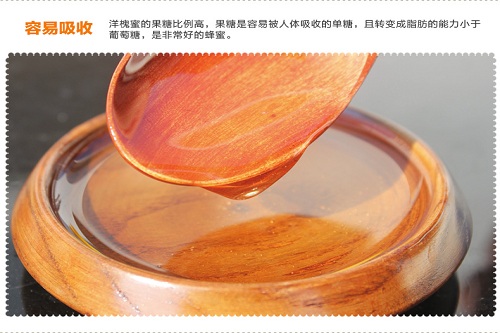 容易吸收
洋槐蜜的果糖比例高，果糖是容易被人体吸收的单糖，且转变成脂肪的能力小于
葡萄糖，是非常好的蜂蜜。